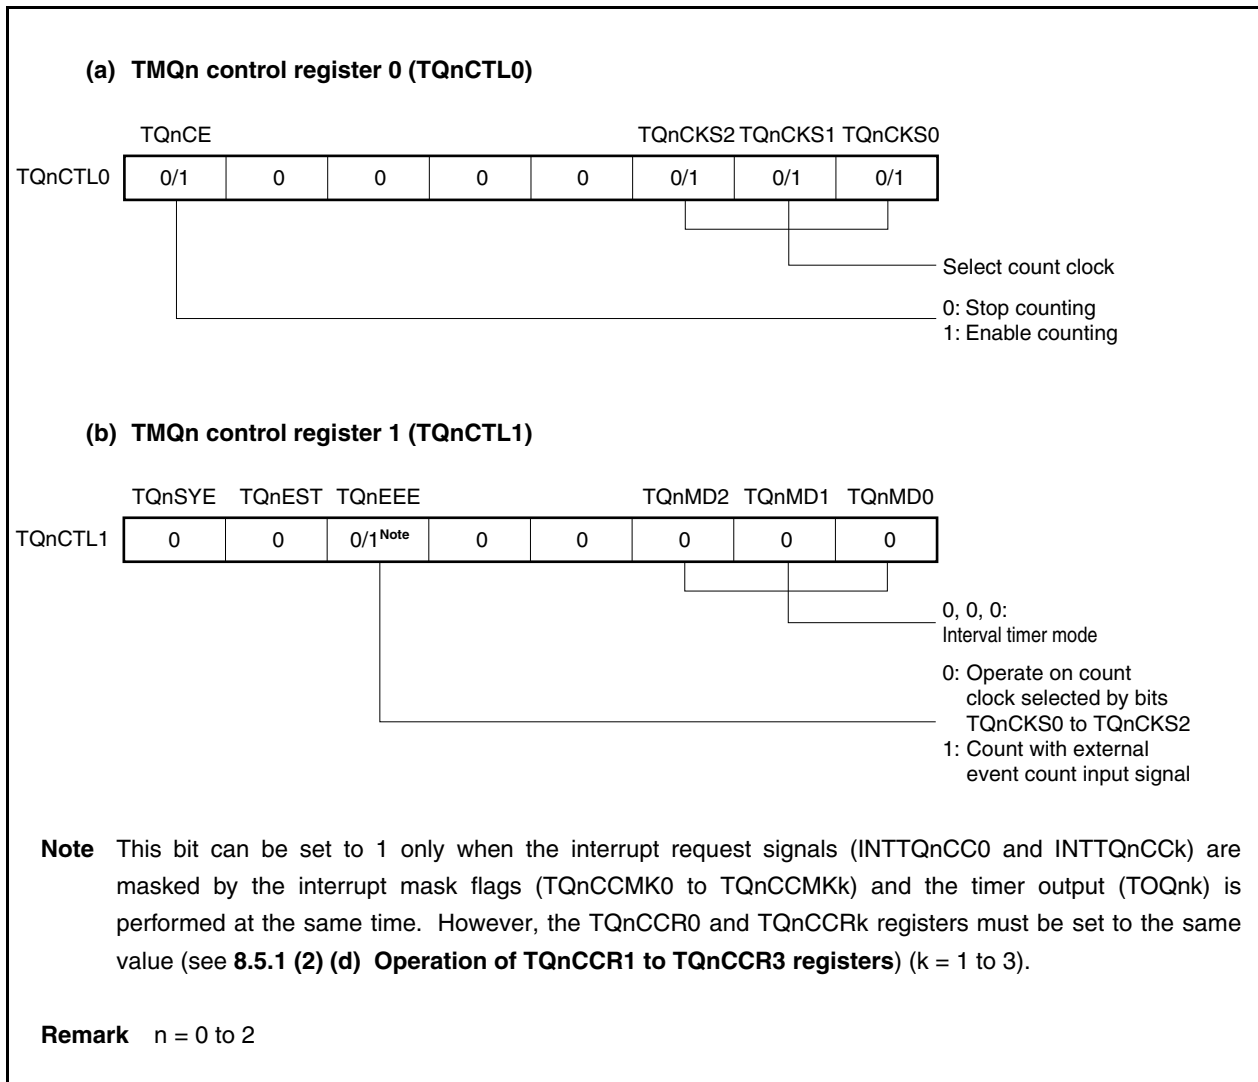 (a) TMQn control register 0 (TQnCTL0)
TQnCE TQnCKS2 TQnCKS1 TQnCKS0
TQnCTL0 0/1 0 0 0 0 0/1 0/1 0/1
Select count clock
0: Stop counting
1: Enable counting
(b) TMQn control register 1 (TQnCTL1)
TQnSYE TQnEST TQnEEE TQnMD2 TQnMD1 TQnMD0
TQnCTL1 0 0 0/1Note 0 0 0 0 0
0, 0, 0:
Interval timer mode
0: Operate on count
clock selected by bits
TQnCKS0 to TQnCKS2
1: Count with external
event count input signal
Note This bit can be set to 1 only when the interrupt request signals (INTTQnCC0 and INTTQnCCk) are
masked by the interrupt mask flags (TQnCCMK0 to TQnCCMKk) and the timer output (TOQnk) is
performed at the same time. However, the TQnCCR0 and TQnCCRk registers must be set to the same
value (see 8.5.1 (2) (d) Operation of TQnCCR1 to TQnCCR3 registers) (k = 1 to 3).
Remark n = 0 to 2